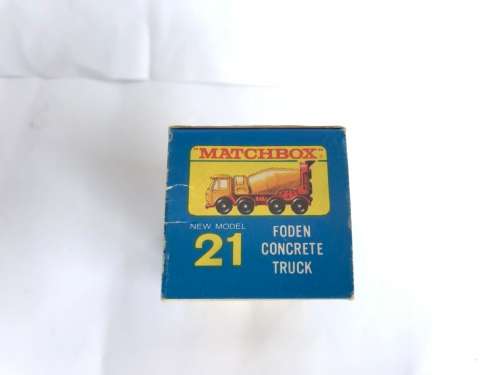 "MATCHBOX"
NEW MODEL
21
FODEN
CONCRETE
TRUCK